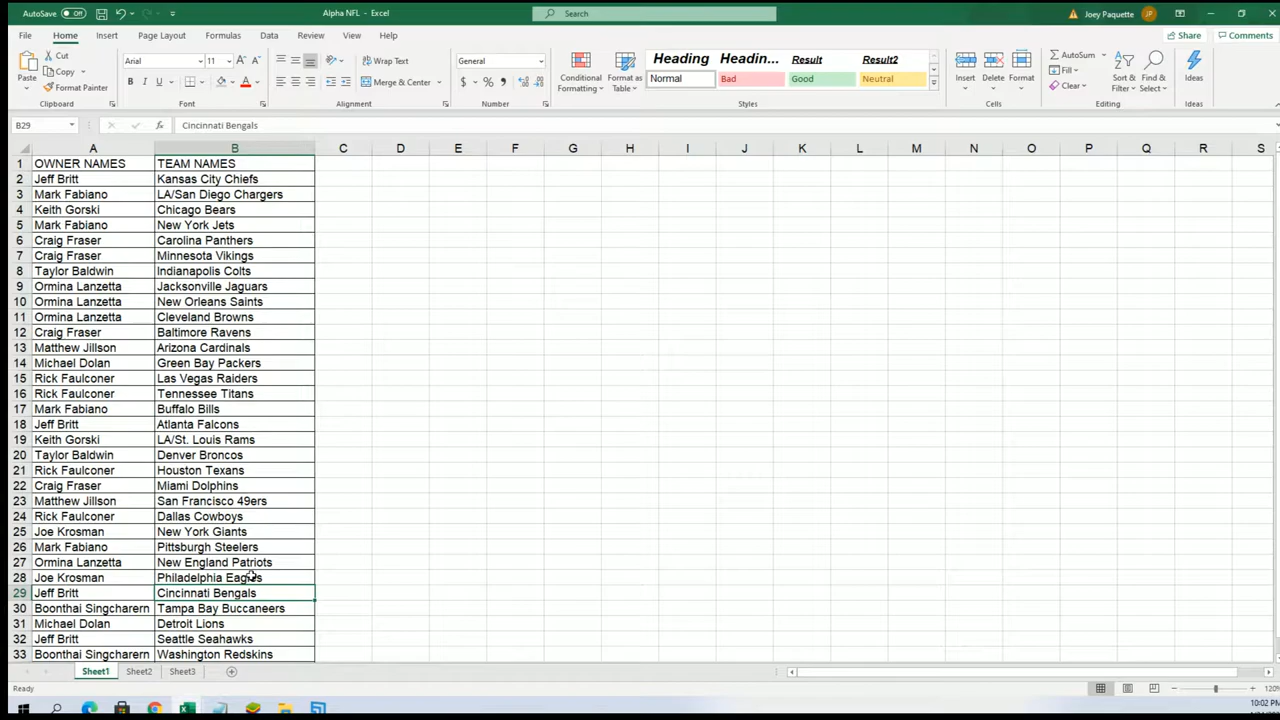 AutoSave Off Alpha NFL - Excel Search Joey Paquette JP
File Home Insert Page Layout Formulas Data Review View Help Share Comments
Paste Cut Copy Format Painter Clipboard
Arial 11 B I U Font
Wrap Text Merge & Center Alignment
General $ % Number
Conditional Formatting Format as Table
Heading Headin... Result Result2
Normal Bad Good Neutral
Styles
Insert Delete Format Cells
AutoSum Fill Clear Sort & Filter Find & Select Editing
Ideas Ideas
B29 fx Cincinnati Bengals
A B C D E F G H I J K L M N O P Q R S
1 OWNER NAMES TEAM NAMES
2 Jeff Britt Kansas City Chiefs
3 Mark Fabiano LA/San Diego Chargers
4 Keith Gorski Chicago Bears
5 Mark Fabiano New York Jets
6 Craig Fraser Carolina Panthers
7 Craig Fraser Minnesota Vikings
8 Taylor Baldwin Indianapolis Colts
9 Ormina Lanzetta Jacksonville Jaguars
10 Ormina Lanzetta New Orleans Saints
11 Ormina Lanzetta Cleveland Browns
12 Craig Fraser Baltimore Ravens
13 Matthew Jillson Arizona Cardinals
14 Michael Dolan Green Bay Packers
15 Rick Faulconer Las Vegas Raiders
16 Rick Faulconer Tennessee Titans
17 Mark Fabiano Buffalo Bills
18 Jeff Britt Atlanta Falcons
19 Keith Gorski LA/St. Louis Rams
20 Taylor Baldwin Denver Broncos
21 Rick Faulconer Houston Texans
22 Craig Fraser Miami Dolphins
23 Matthew Jillson San Francisco 49ers
24 Rick Faulconer Dallas Cowboys
25 Joe Krosman New York Giants
26 Mark Fabiano Pittsburgh Steelers
27 Ormina Lanzetta New England Patriots
28 Joe Krosman Philadelphia Eagles
29 Jeff Britt Cincinnati Bengals
30 Boonthai Singcharern Tampa Bay Buccaneers
31 Michael Dolan Detroit Lions
32 Jeff Britt Seattle Seahawks
33 Boonthai Singcharern Washington Redskins
Sheet1 Sheet2 Sheet3
Ready 120%
10:02 PM